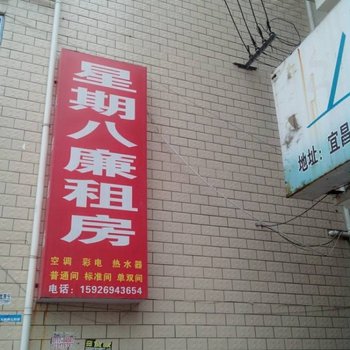 星期八廉租房
空调 彩电 热水器
普通间 标准间 单双间
电话：15926943654
地址：宜昌